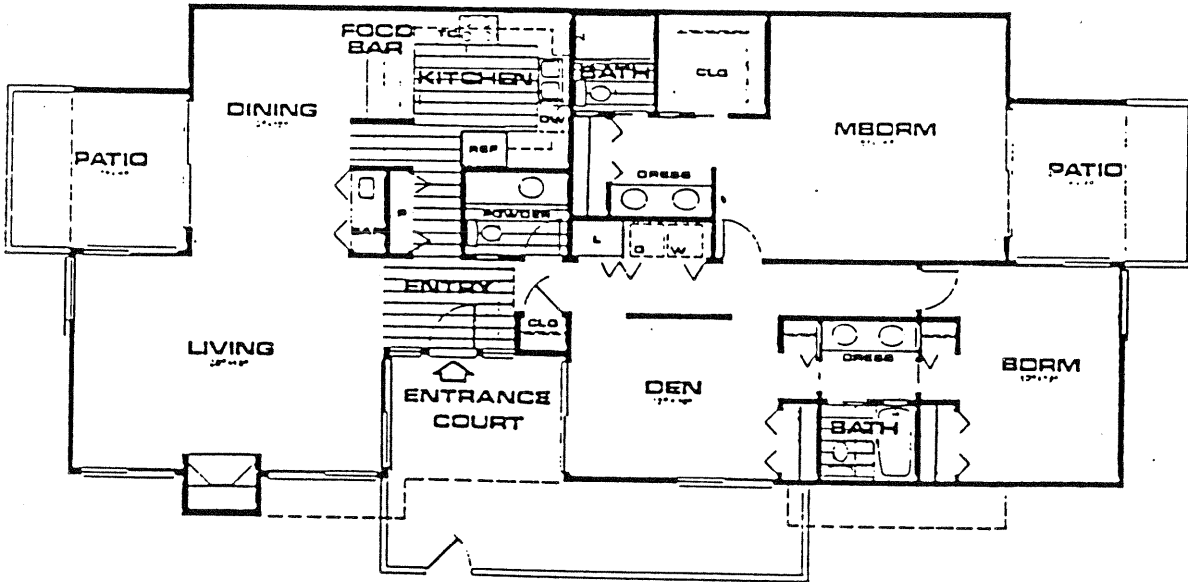 FOOD
BAR
KITCHEN
BATH
CLO
DINING
DW
MBDRM
PATIO
REF
DRESS
PATIO
POWDER
BAR
P
L
D
W
ENTRY
CLO
LIVING
DRESS
BDRM
DEN
ENTRANCE
COURT
BATH